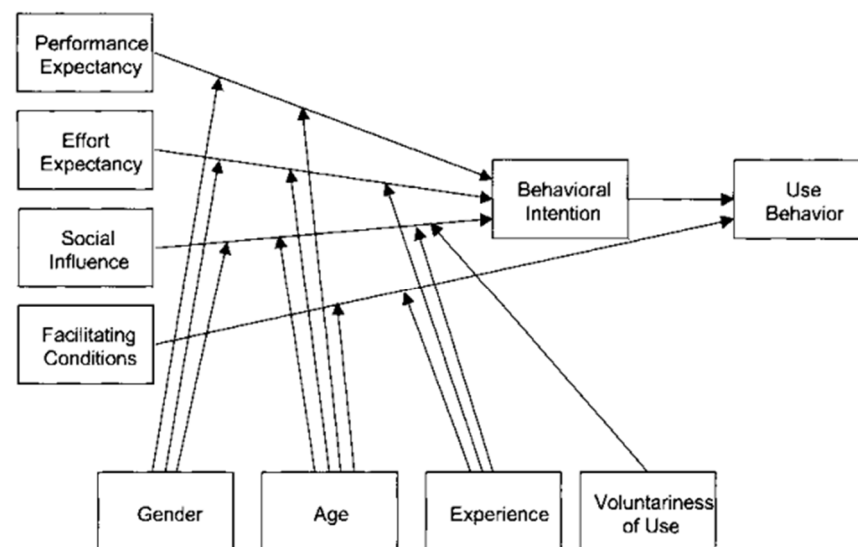 Performance
Expectancy
Effort
Expectancy
Social
Influence
Facilitating
Conditions
Behavioral
Intention
Use
Behavior
Gender
Age
Experience
Voluntariness
of Use